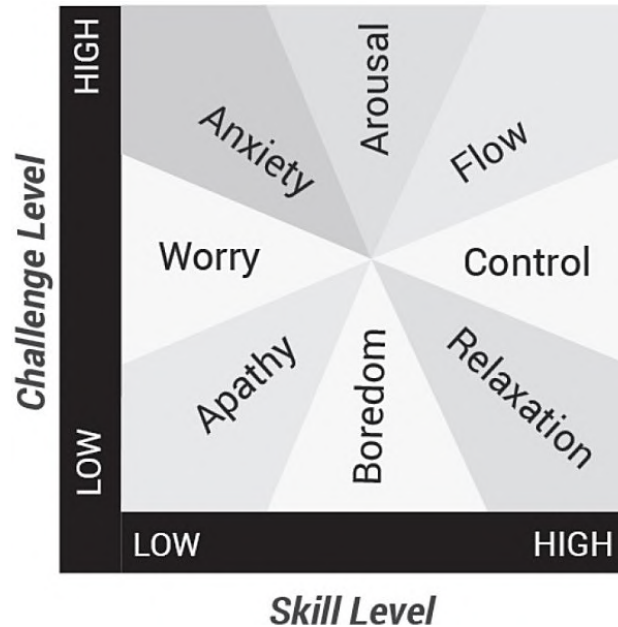 HIGH
Arousal
Anxiety
Flow
Challenge Level
Worry
Control
Apathy
Boredom
Relaxation
LOW
LOW
HIGH
Skill Level